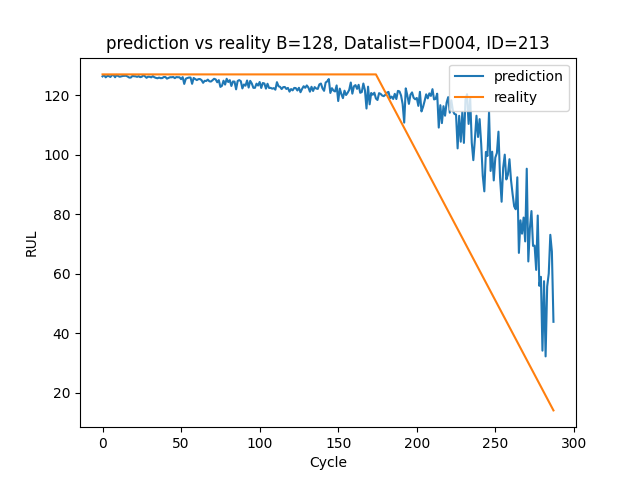 prediction vs reality B=128, Datalist=FD004, ID=213
prediction
reality
RUL
120
100
80
60
40
20
0 50 100 150 200 250 300
Cycle